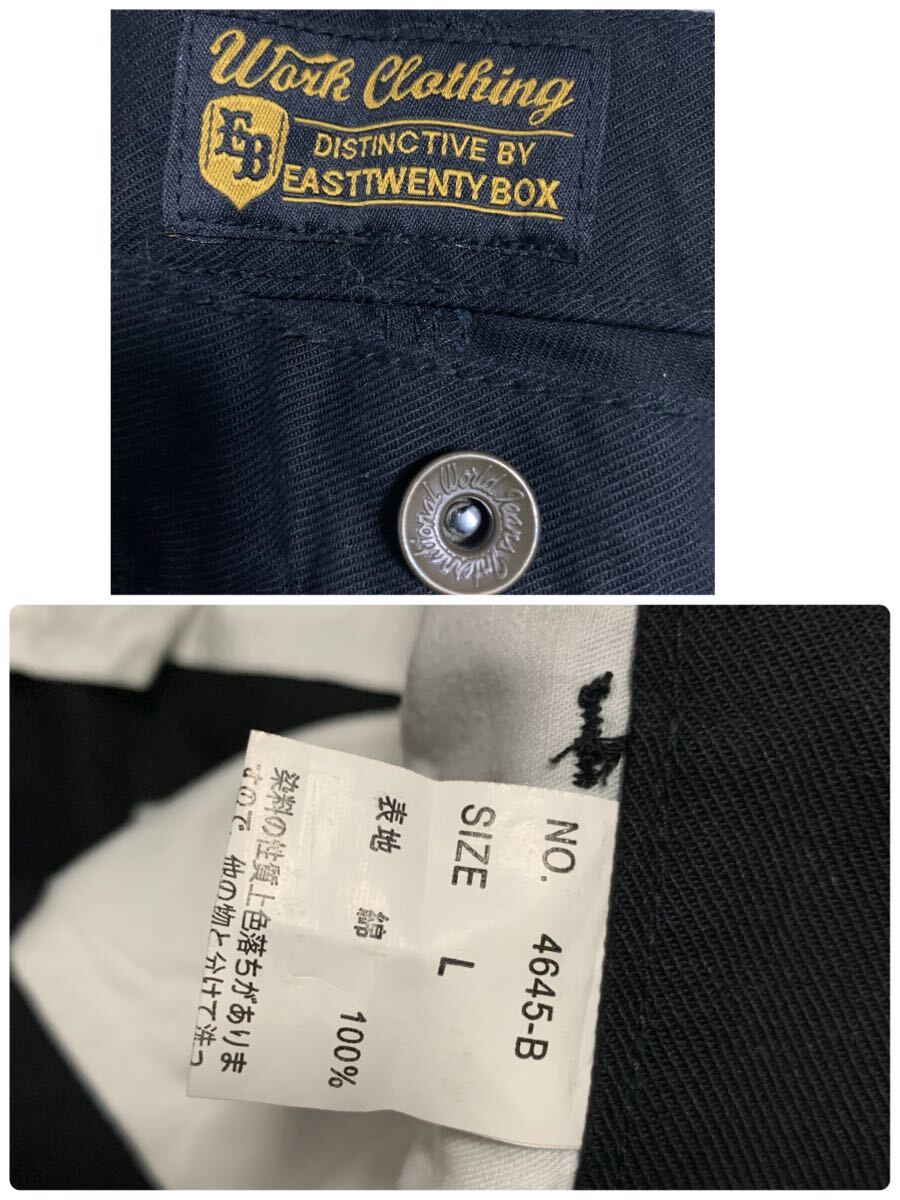 Work Clothing
EB
DISTINCTIVE BY
EASTTWENTYBOX
International World Jeans
NO. 4645-B
SIZE L
表地 綿 100%
染料の性質上色落ちがありま
すので、他の物と分けて洗っ